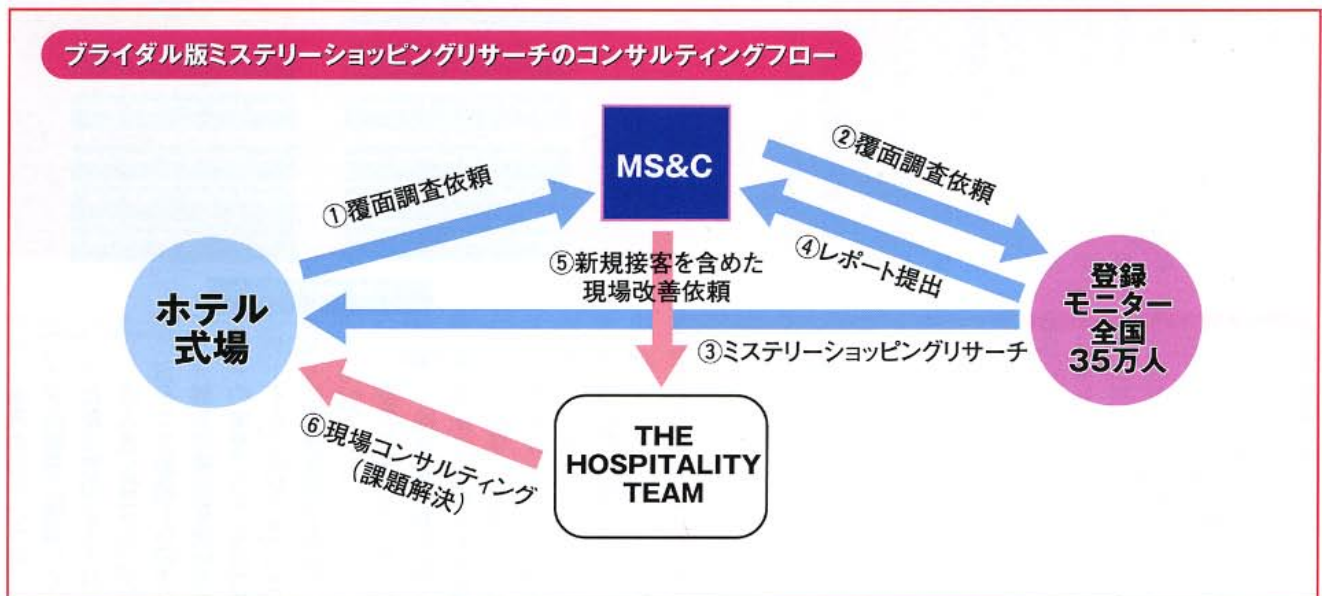 ブライダル版ミステリーショッピングリサーチのコンサルティングフロー
MS&C
①覆面調査依頼
②覆面調査依頼
④レポート提出
⑤新規接客を含めた
現場改善依頼
ホテル
式場
登録
モニター
全国
35万人
③ミステリーショッピングリサーチ
⑥現場コンサルティング
(課題解決)
THE
HOSPITALITY
TEAM